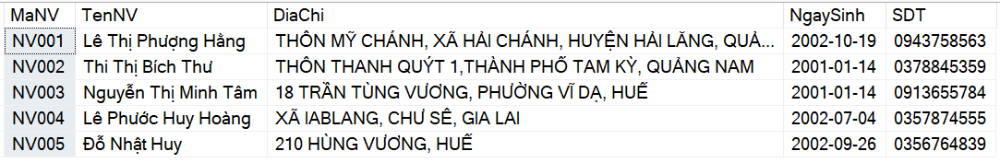 MaNV TenNV DiaChi NgaySinh SDT
NV001 Lê Thị Phượng Hằng THÔN MỸ CHÁNH, XÃ HẢI CHÁNH, HUYỆN HẢI LĂNG, QUẢ... 2002-10-19 0943758563
NV002 Thi Thị Bích Thư THÔN THANH QUÝT 1,THÀNH PHỐ TAM KỲ, QUẢNG NAM 2001-01-14 0378845359
NV003 Nguyễn Thị Minh Tâm 18 TRẦN TÙNG VƯƠNG, PHƯỜNG VĨ DẠ, HUẾ 2001-01-14 0913655784
NV004 Lê Phước Huy Hoàng XÃ IABLANG, CHƯ SÊ, GIA LAI 2002-07-04 0357874555
NV005 Đỗ Nhật Huy 210 HÙNG VƯƠNG, HUẾ 2002-09-26 0356764839